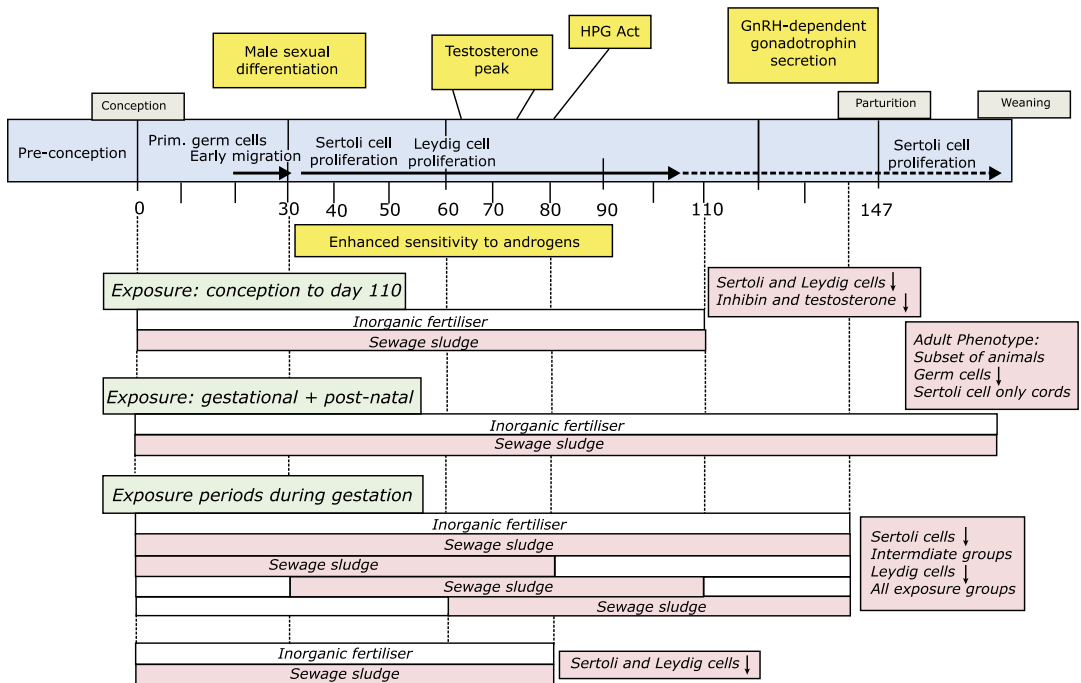 Male sexual
differentiation
Testosterone
peak
HPG Act
GnRH-dependent
gonadotrophin
secretion
Conception
Parturition
Weaning
Pre-conception
Prim. germ cells
Early migration
Sertoli cell
proliferation
Leydig cell
proliferation
Sertoli cell
proliferation
0 30 40 50 60 70 80 90 110 147
Enhanced sensitivity to androgens
Exposure: conception to day 110
Sertoli and Leydig cells ↓
Inhibin and testosterone ↓
Inorganic fertiliser
Sewage sludge
Adult Phenotype:
Subset of animals
Germ cells ↓
Sertoli cell only cords
Exposure: gestational + post-natal
Inorganic fertiliser
Sewage sludge
Exposure periods during gestation
Inorganic fertiliser
Sewage sludge
Sewage sludge
Sewage sludge
Sewage sludge
Sertoli cells ↓
Intermdiate groups
Leydig cells ↓
All exposure groups
Inorganic fertiliser
Sewage sludge
Sertoli and Leydig cells ↓